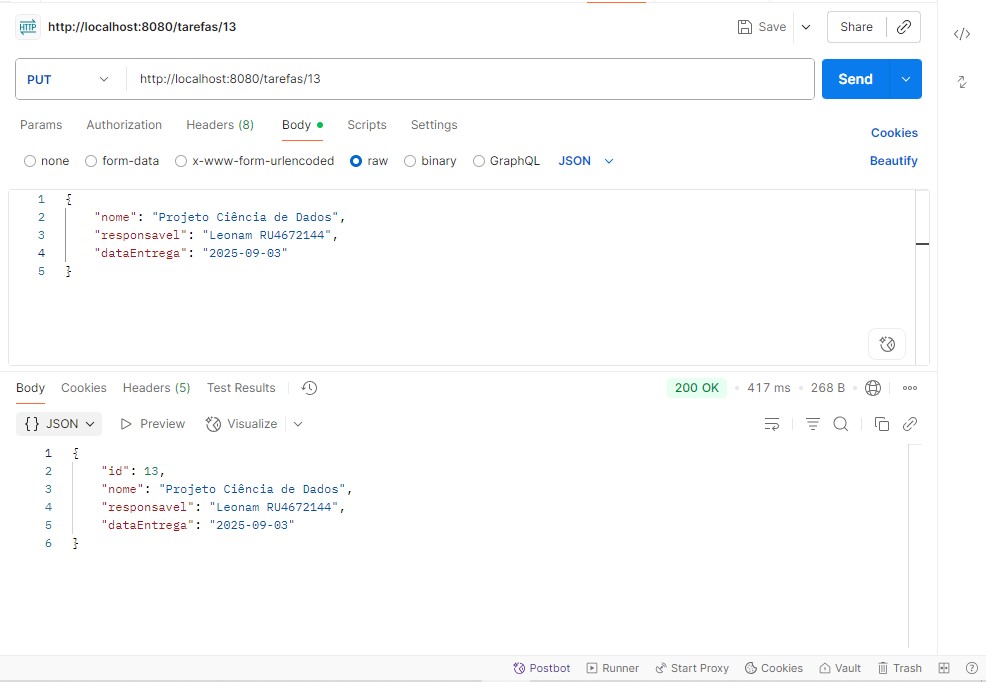 HTTP http://localhost:8080/tarefas/13 Save Share
PUT http://localhost:8080/tarefas/13 Send
Params Authorization Headers (8) Body Scripts Settings Cookies
none form-data x-www-form-urlencoded raw binary GraphQL JSON Beautify
1 {
2 "nome": "Projeto Ciência de Dados",
3 "responsavel": "Leonam RU4672144",
4 "dataEntrega": "2025-09-03"
5 }
Body Cookies Headers (5) Test Results 200 OK 417 ms 268 B
{} JSON Preview Visualize
1 {
2 "id": 13,
3 "nome": "Projeto Ciência de Dados",
4 "responsavel": "Leonam RU4672144",
5 "dataEntrega": "2025-09-03"
6 }
Postbot Runner Start Proxy Cookies Vault Trash